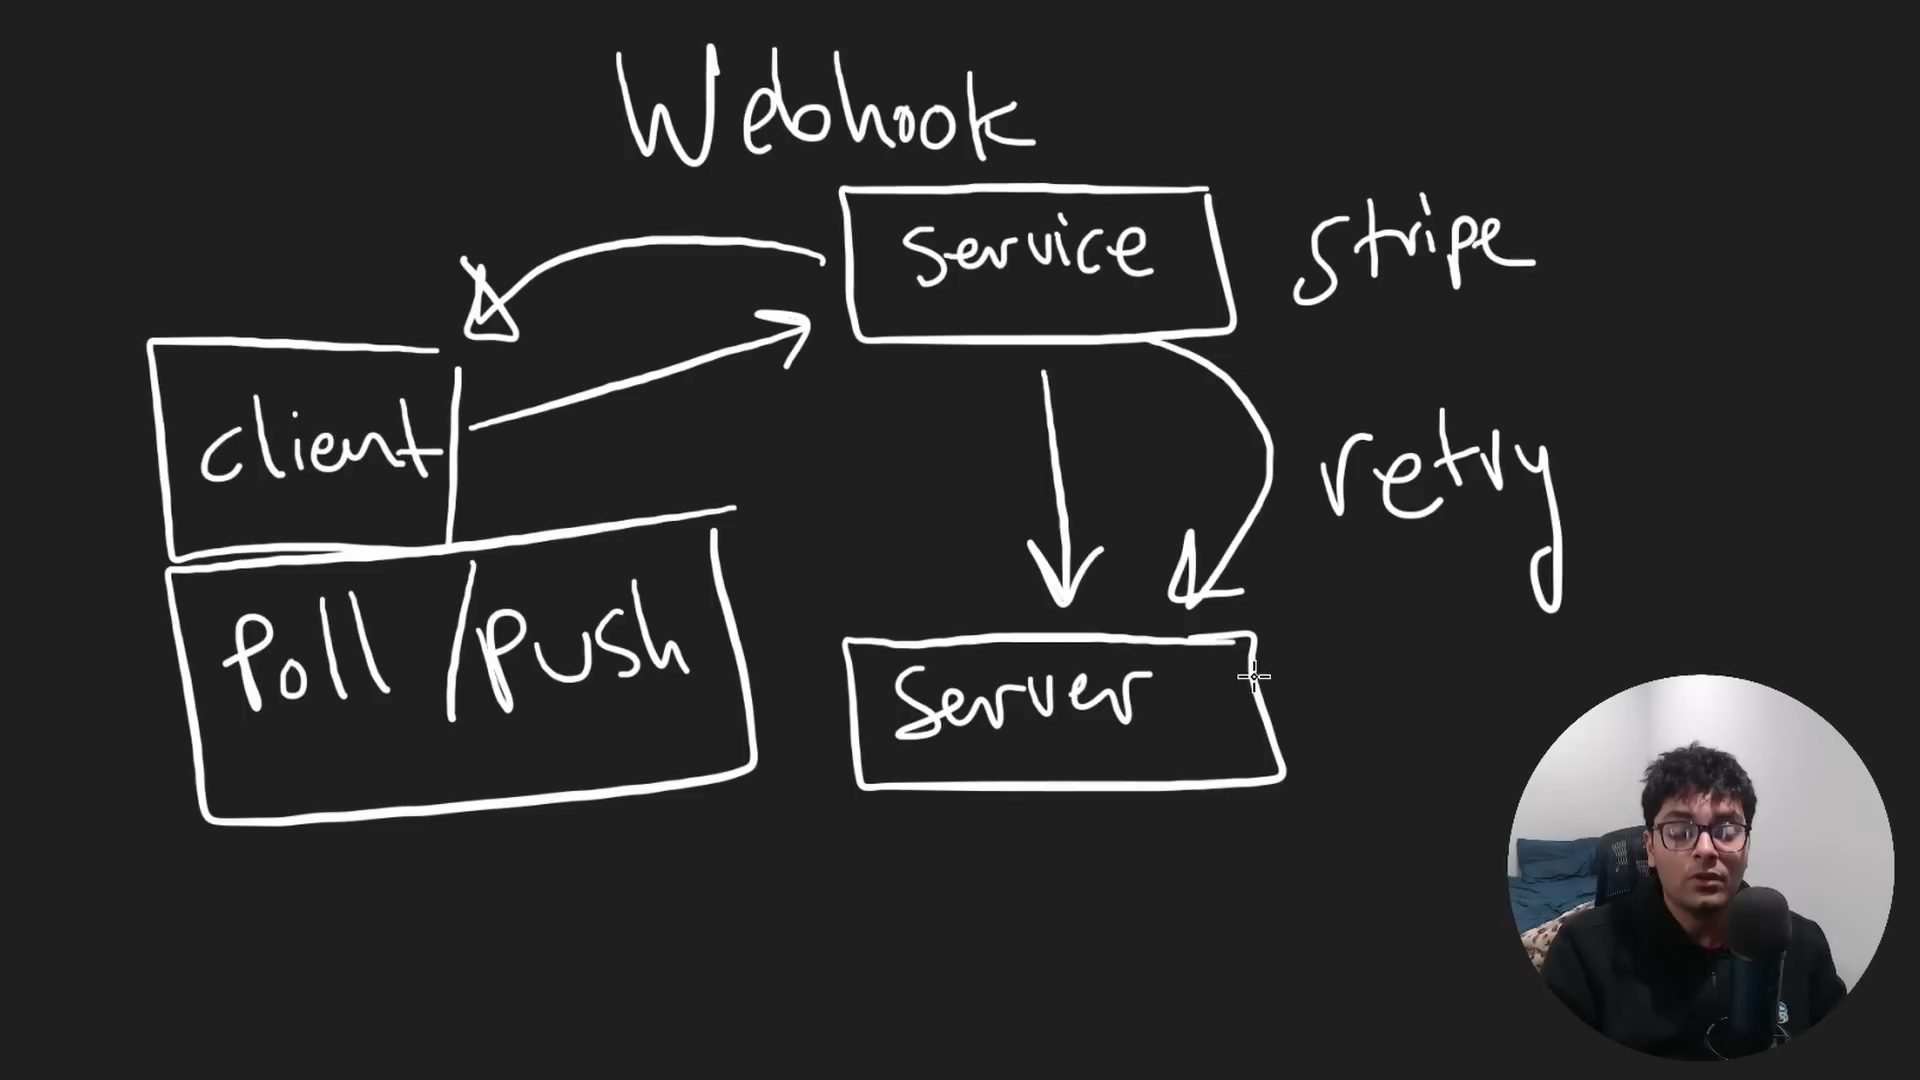 Webhook
Service
Stripe
client
retry
Poll/push
Server